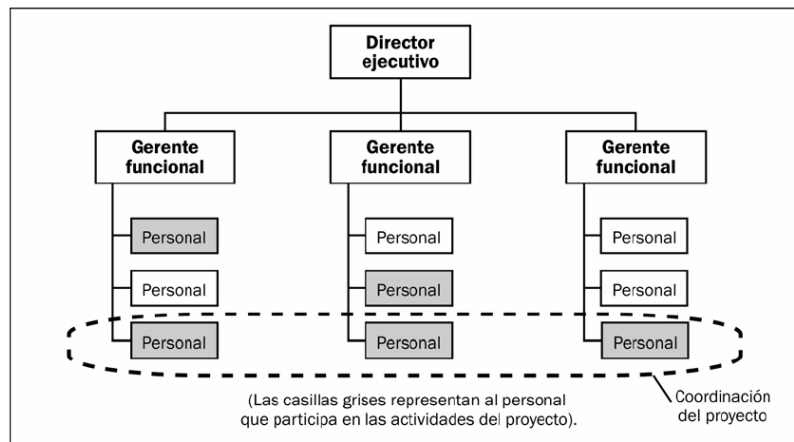 Director
ejecutivo
Gerente
funcional
Gerente
funcional
Gerente
funcional
Personal
Personal
Personal
Personal
Personal
Personal
Personal
Personal
Personal
(Las casillas grises representan al personal
que participa en las actividades del proyecto).
Coordinación
del proyecto